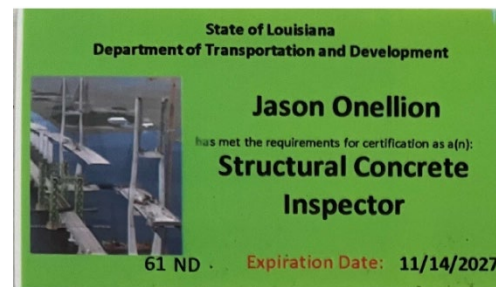 State of Louisiana
Department of Transportation and Development
Jason Onellion
has met the requirements for certification as a(n):
Structural Concrete
Inspector
61 ND . Expiration Date: 11/14/2027